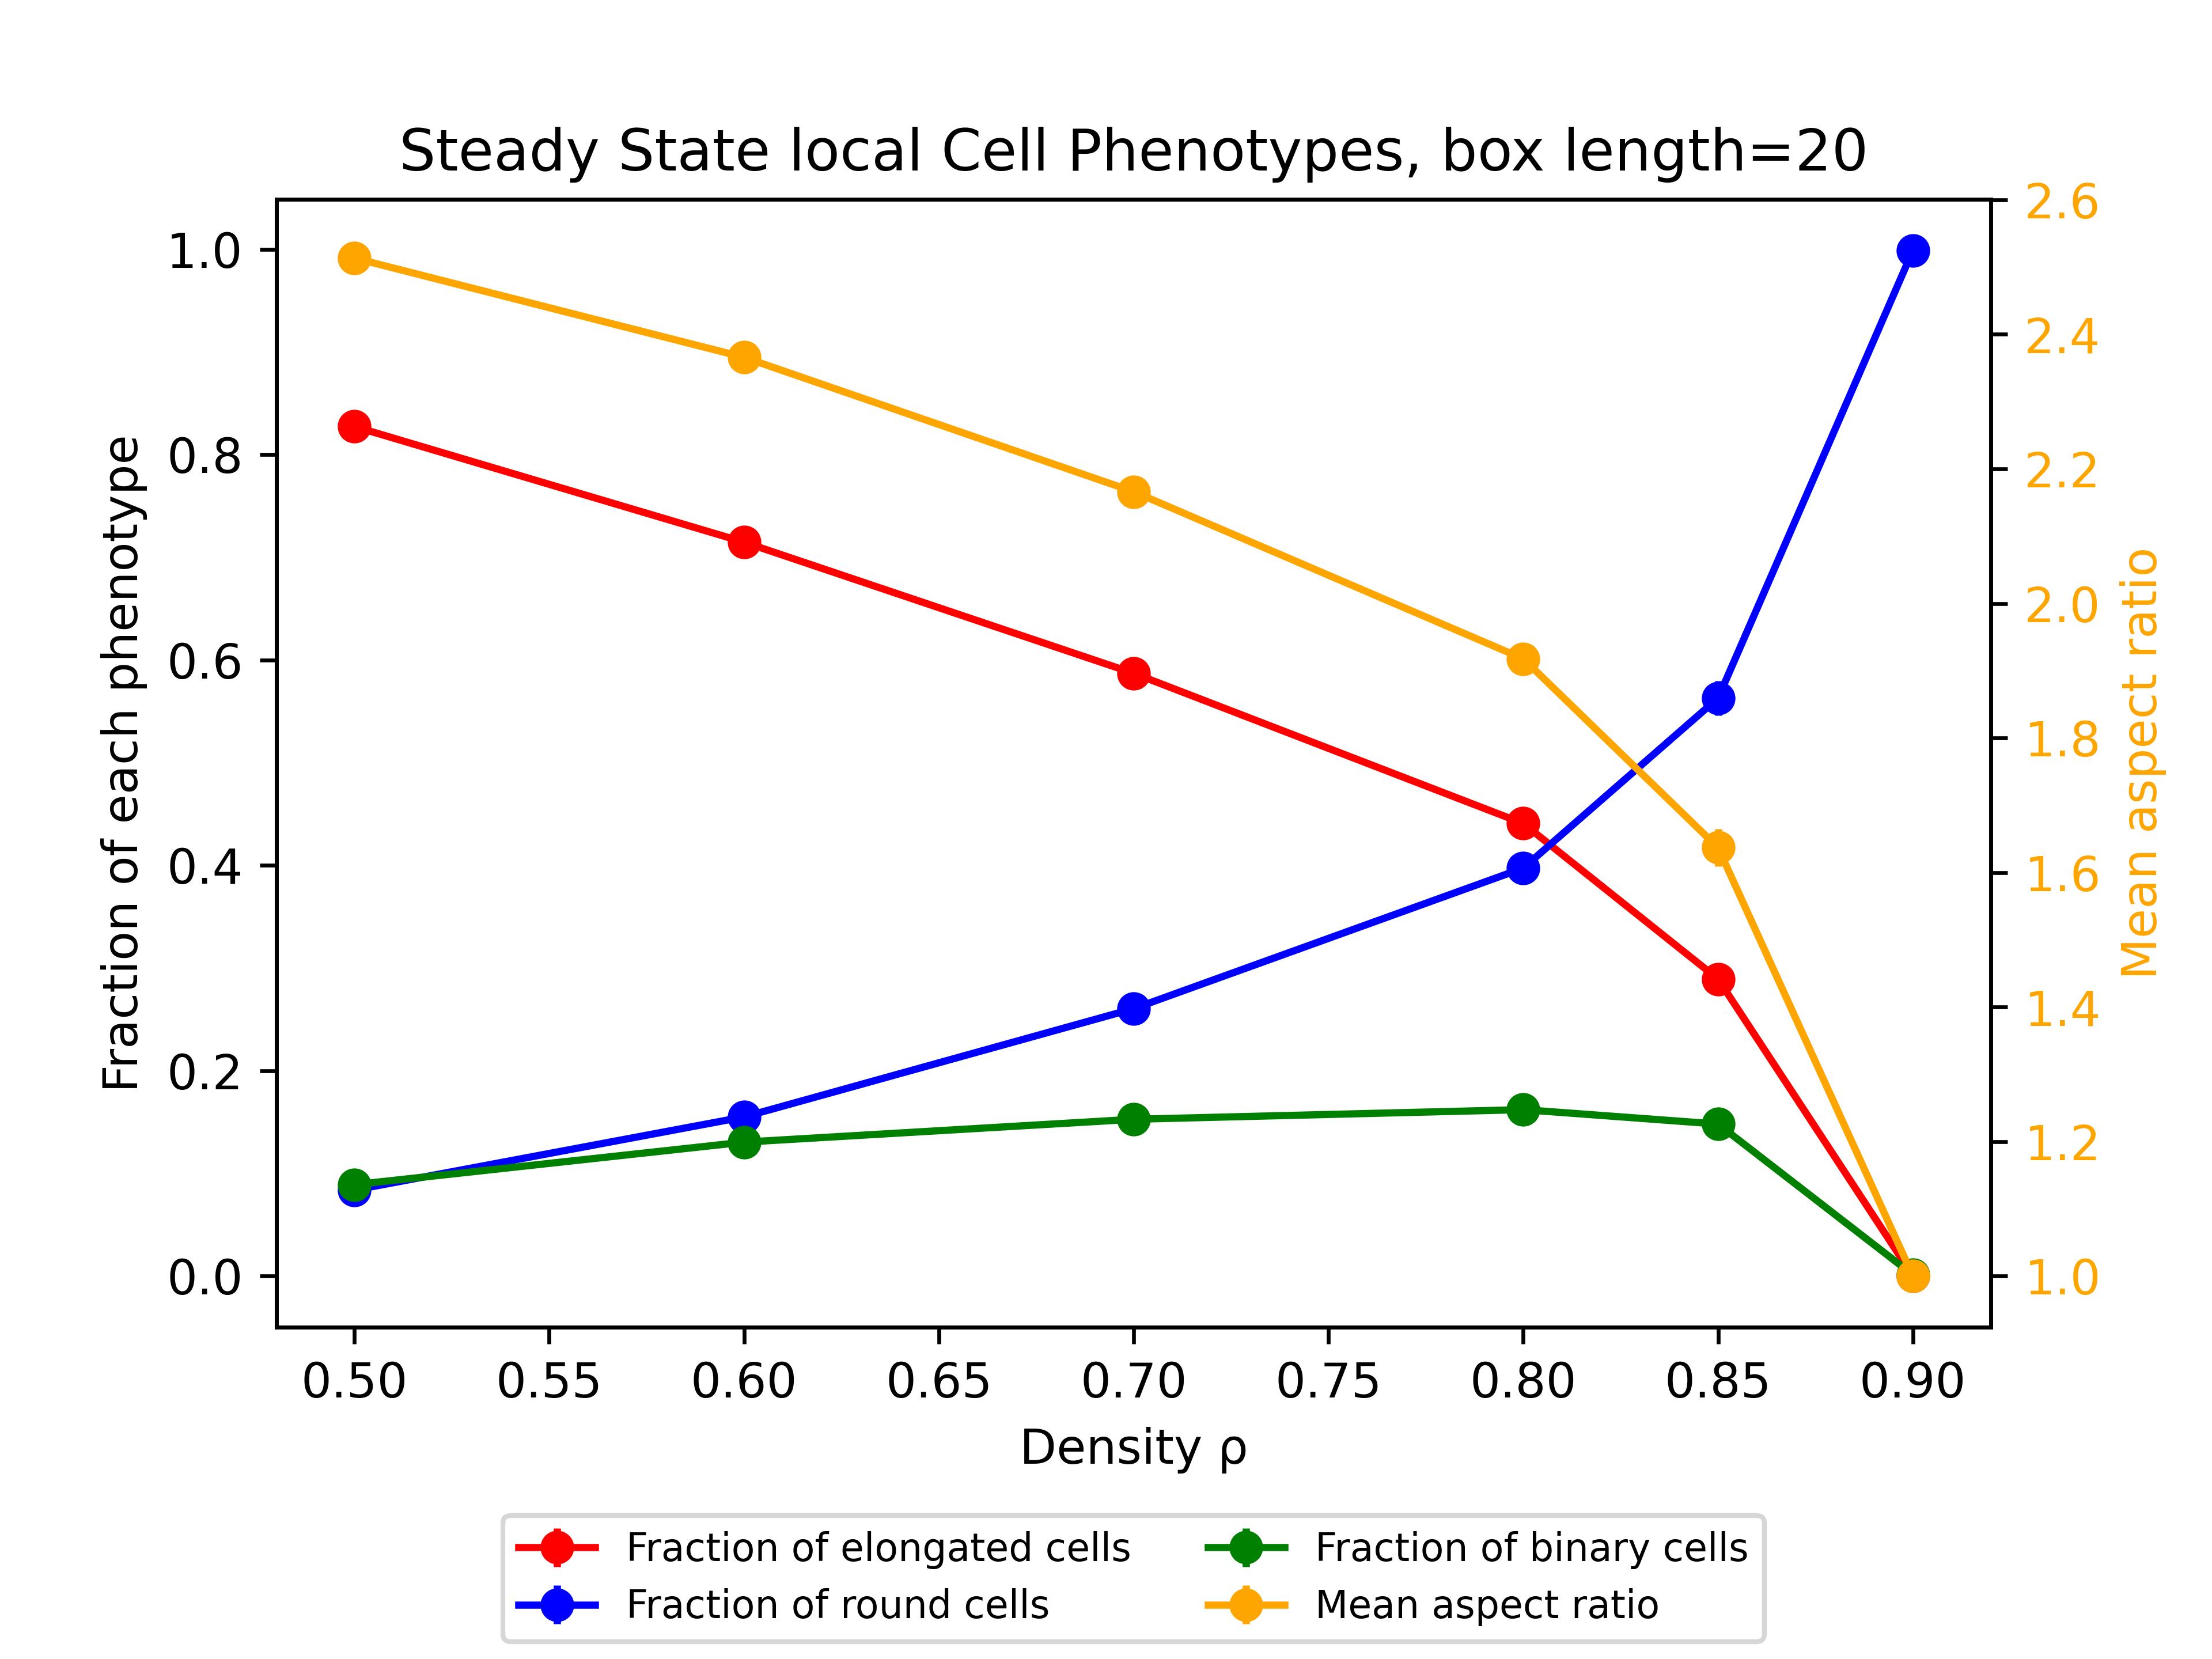 Steady State local Cell Phenotypes, box length=20
Fraction of each phenotype
1.0
0.8
0.6
0.4
0.2
0.0
2.6
2.4
2.2
2.0
1.8
1.6
1.4
1.2
1.0
Mean aspect ratio
0.50 0.55 0.60 0.65 0.70 0.75 0.80 0.85 0.90
Density ρ
Fraction of elongated cells
Fraction of round cells
Fraction of binary cells
Mean aspect ratio